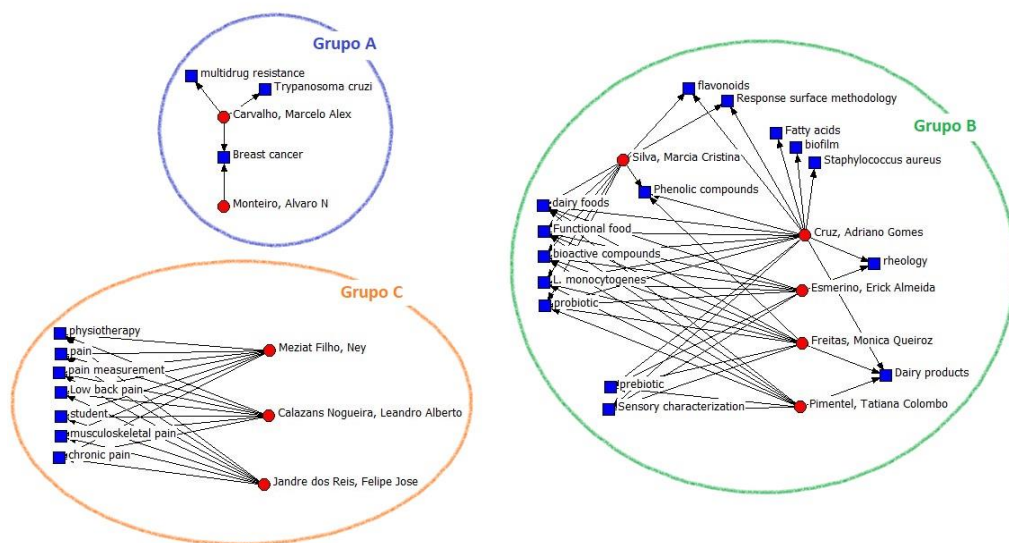 Grupo A
multidrug resistance
Trypanosoma cruzi
Carvalho, Marcelo Alex
Breast cancer
Monteiro, Alvaro N
Grupo B
flavonoids
Response surface methodology
Fatty acids
biofilm
Staphylococcus aureus
Silva, Marcia Cristina
Phenolic compounds
dairy foods
Functional food
bioactive compounds
L. monocytogenes
probiotic
Cruz, Adriano Gomes
rheology
Esmerino, Erick Almeida
Freitas, Monica Queiroz
Dairy products
prebiotic
Sensory characterization
Pimentel, Tatiana Colombo
Grupo C
physiotherapy
pain
pain measurement
Low back pain
student
musculoskeletal pain
chronic pain
Meziat Filho, Ney
Calazans Nogueira, Leandro Alberto
Jandre dos Reis, Felipe Jose